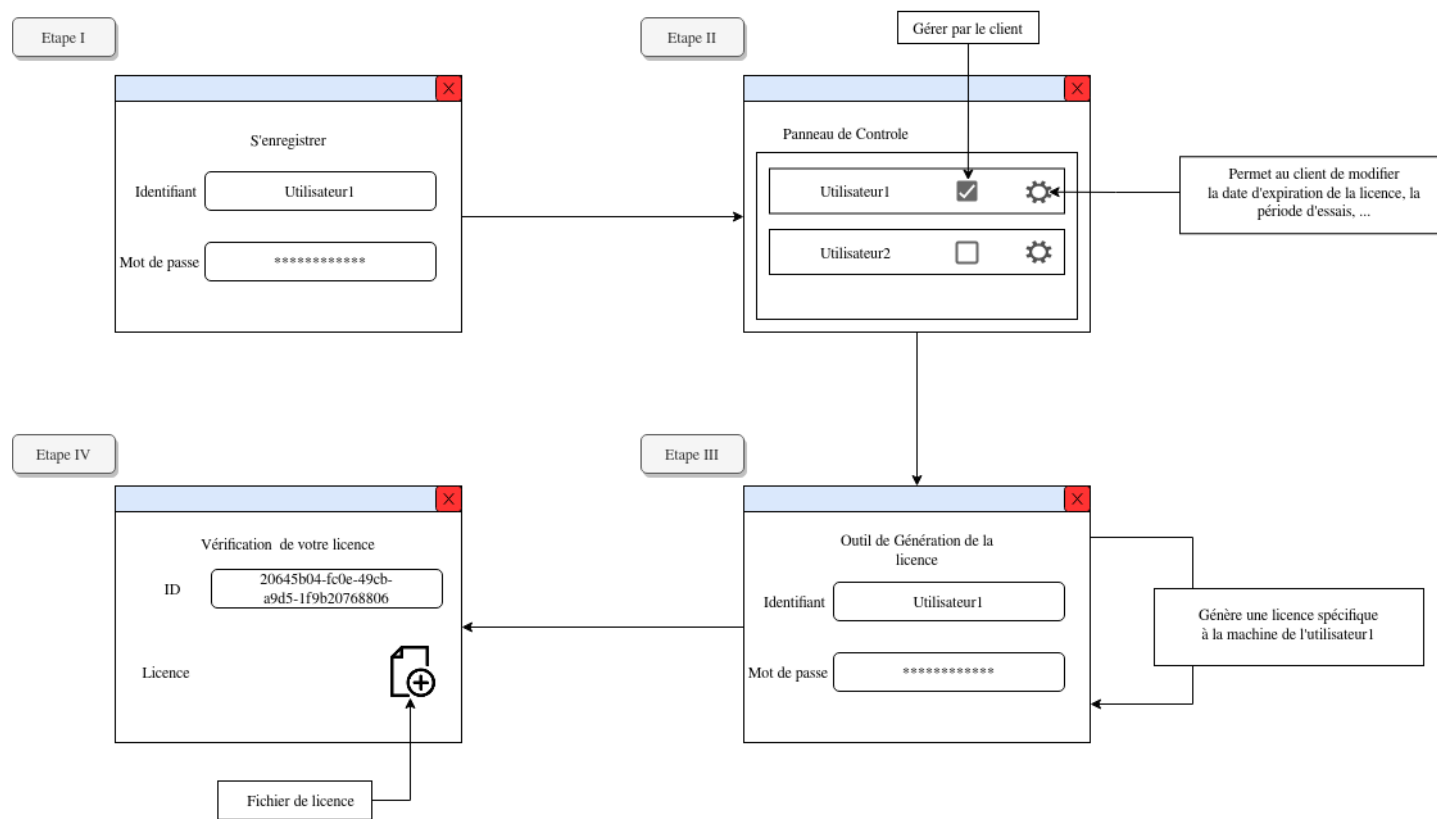 Etape I
S'enregistrer
Identifiant
Utilisateur1
Mot de passe
************
Etape II
Gérer par le client
Panneau de Controle
Utilisateur1
Utilisateur2
Permet au client de modifier
la date d'expiration de la licence, la
période d'essais, ...
Etape III
Outil de Génération de la
licence
Identifiant
Utilisateur1
Mot de passe
************
Génère une licence spécifique
à la machine de l'utilisateur1
Etape IV
Vérification de votre licence
ID
20645b04-fc0e-49cb-
a9d5-1f9b20768806
Licence
Fichier de licence